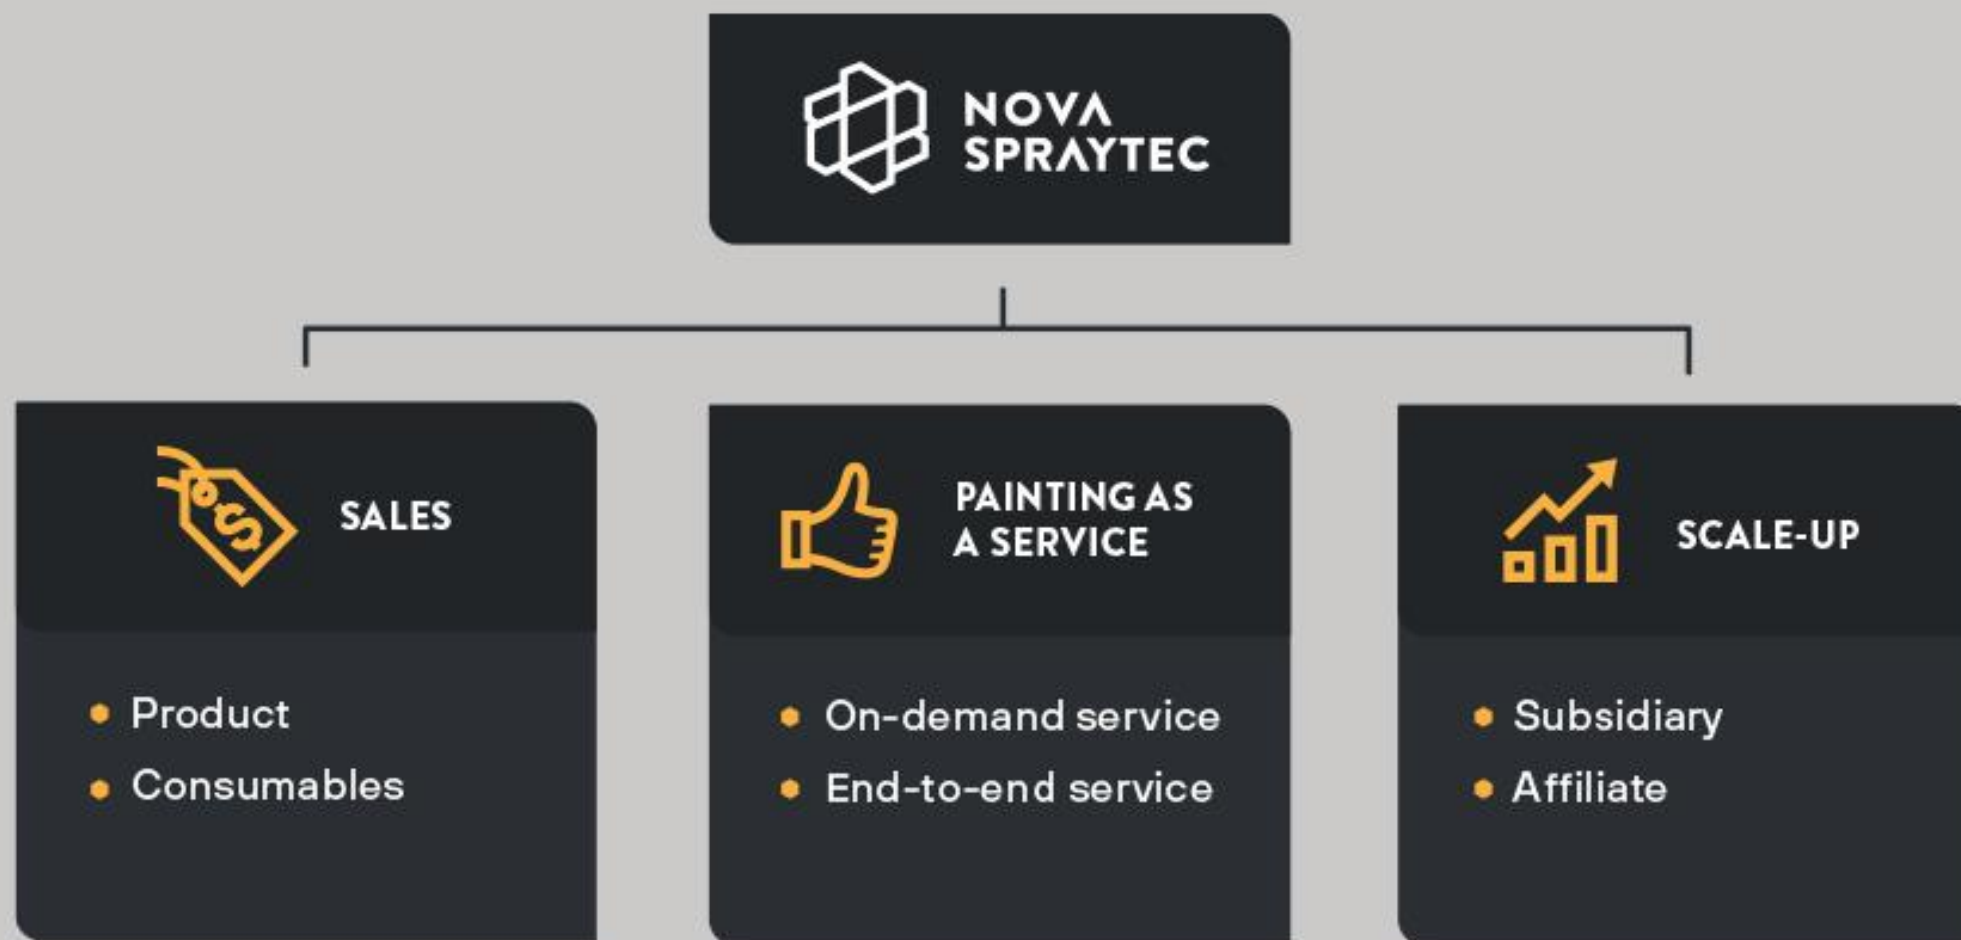 NOVA
SPRAYTEC
SALES
Product
Consumables
PAINTING AS
A SERVICE
On-demand service
End-to-end service
SCALE-UP
Subsidiary
Affiliate